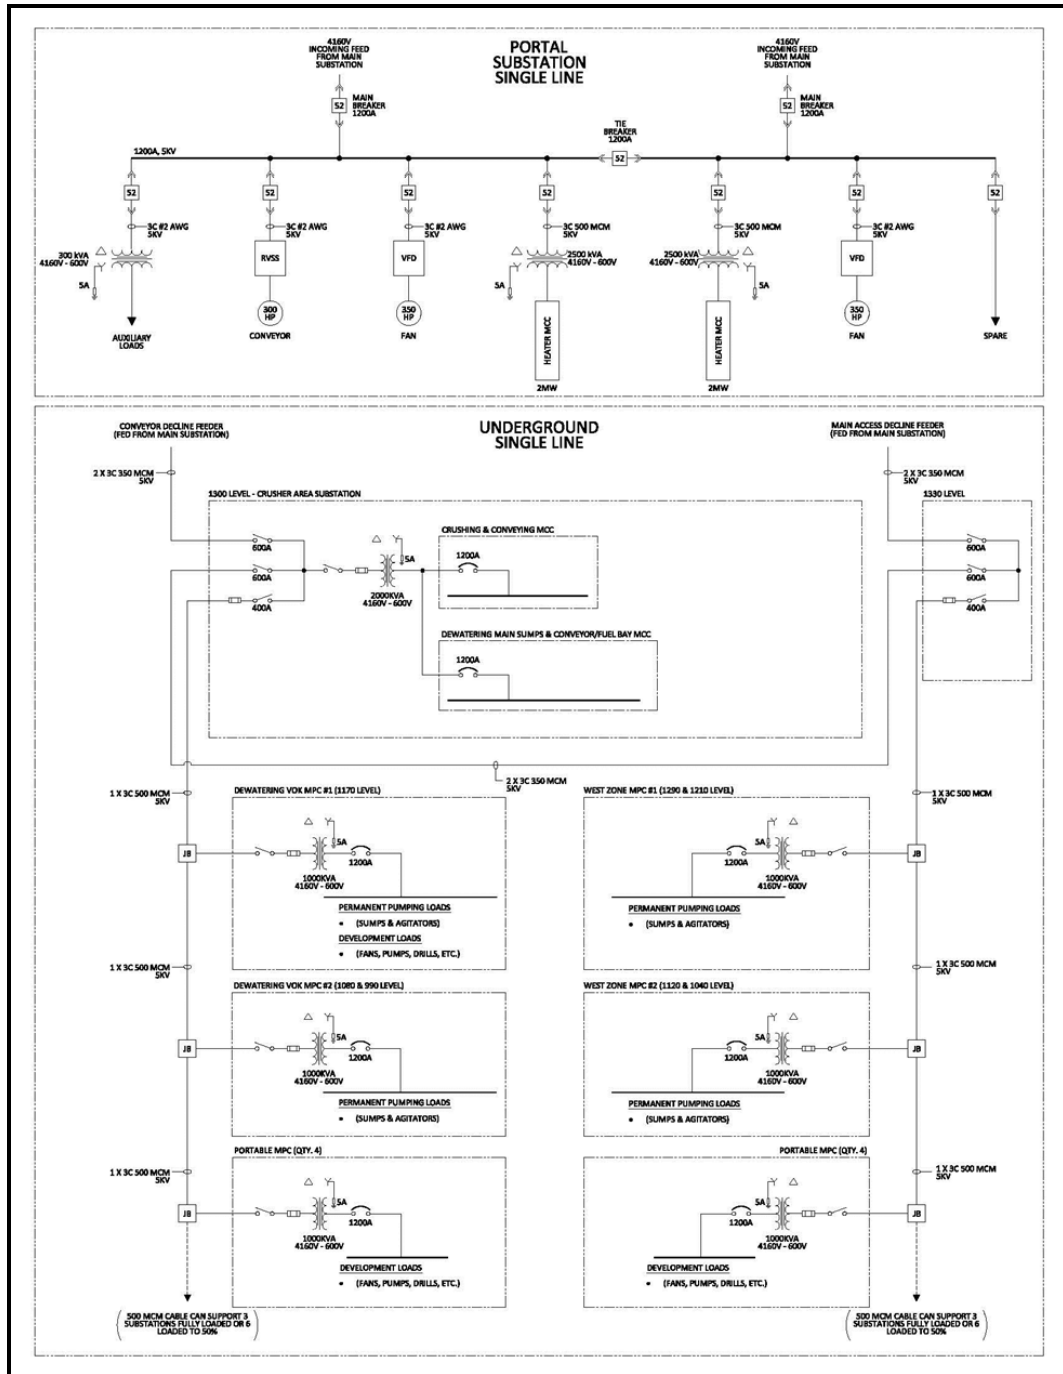 PORTAL
SUBSTATION
SINGLE LINE
4160V
INCOMING FEED
FROM MAIN
SUBSTATION
52
MAIN
BREAKER
1200A
4160V
INCOMING FEED
FROM MAIN
SUBSTATION
52
MAIN
BREAKER
1200A
TIE
BREAKER
1200A
52
1200A, 5KV
52
52
52
52
52
52
52
3C #2 AWG
5KV
3C #2 AWG
5KV
3C #2 AWG
5KV
3C 500 MCM
5KV
3C 500 MCM
5KV
3C #2 AWG
5KV
300 kVA
4160V - 600V
5A
RVSS
VFD
2500 kVA
4160V - 600V
5A
2500 kVA
4160V - 600V
5A
VFD
AUXILIARY
LOADS
300
HP
CONVEYOR
350
HP
FAN
HEATER MCC
2MW
HEATER MCC
2MW
350
HP
FAN
SPARE
UNDERGROUND
SINGLE LINE
CONVEYOR DECLINE FEEDER
(FED FROM MAIN SUBSTATION)
MAIN ACCESS DECLINE FEEDER
(FED FROM MAIN SUBSTATION)
2 X 3C 350 MCM
5KV
2 X 3C 350 MCM
5KV
1300 LEVEL - CRUSHER AREA SUBSTATION
600A
600A
400A
5A
2000KVA
4160V - 600V
CRUSHING & CONVEYING MCC
1200A
DEWATERING MAIN SUMPS & CONVEYOR/FUEL BAY MCC
1200A
1330 LEVEL
600A
600A
400A
2 X 3C 350 MCM
5KV
1 X 3C 500 MCM
5KV
1 X 3C 500 MCM
5KV
DEWATERING VOK MPC #1 (1170 LEVEL)
JB
5A
1200A
1000KVA
4160V - 600V
PERMANENT PUMPING LOADS
• (SUMPS & AGITATORS)
DEVELOPMENT LOADS
• (FANS, PUMPS, DRILLS, ETC.)
WEST ZONE MPC #1 (1290 & 1210 LEVEL)
5A
1200A
1000KVA
4160V - 600V
JB
PERMANENT PUMPING LOADS
• (SUMPS & AGITATORS)
1 X 3C 500 MCM
5KV
1 X 3C 500 MCM
5KV
DEWATERING VOK MPC #2 (1080 & 990 LEVEL)
JB
5A
1200A
1000KVA
4160V - 600V
PERMANENT PUMPING LOADS
• (SUMPS & AGITATORS)
WEST ZONE MPC #2 (1120 & 1040 LEVEL)
5A
1200A
1000KVA
4160V - 600V
JB
PERMANENT PUMPING LOADS
• (SUMPS & AGITATORS)
1 X 3C 500 MCM
5KV
1 X 3C 500 MCM
5KV
PORTABLE MPC (QTY. 4)
JB
5A
1200A
1000KVA
4160V - 600V
DEVELOPMENT LOADS
• (FANS, PUMPS, DRILLS, ETC.)
PORTABLE MPC (QTY. 4)
5A
1200A
1000KVA
4160V - 600V
JB
DEVELOPMENT LOADS
• (FANS, PUMPS, DRILLS, ETC.)
(500 MCM CABLE CAN SUPPORT 3
SUBSTATIONS FULLY LOADED OR 6
LOADED TO 50%)
(500 MCM CABLE CAN SUPPORT 3
SUBSTATIONS FULLY LOADED OR 6
LOADED TO 50%)